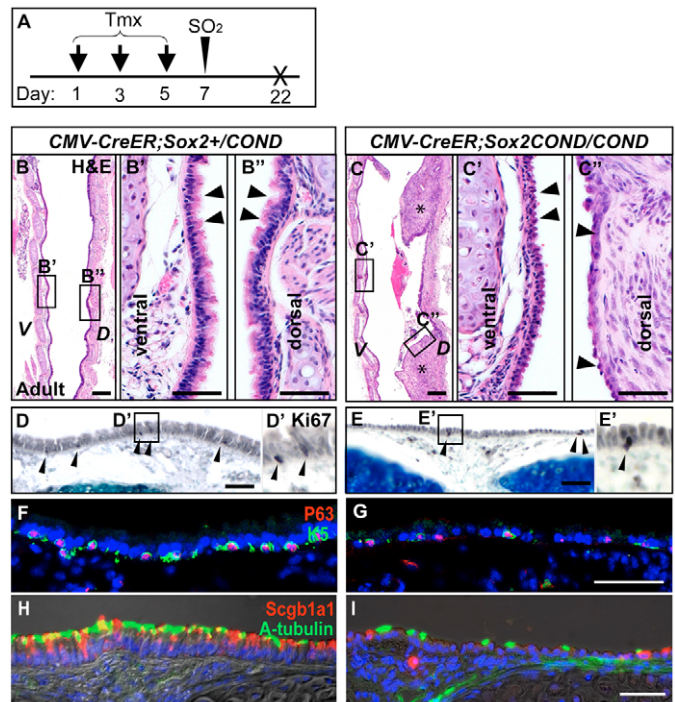 A
Tmx
SO₂
Day: 1 3 5 7 22
CMV-CreER;Sox2+/COND
CMV-CreER;Sox2COND/COND
B H&E B' B''
B' B''
V D
Adult
ventral
dorsal
C C' C''
C'
C''
V D
* *
ventral
dorsal
D D' D' Ki67
E E' E'
F P63
K5
G
H Scgb1a1
A-tubulin
I